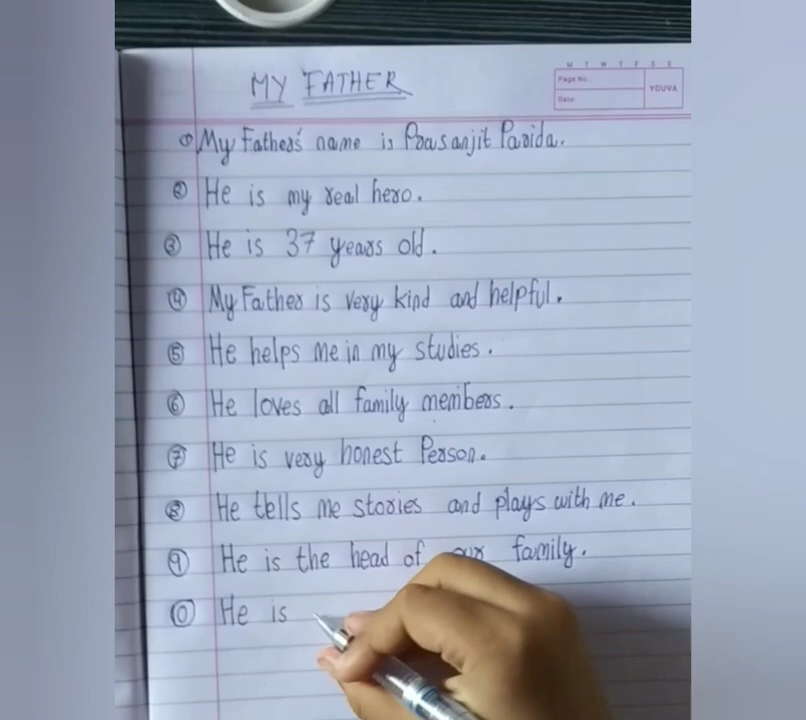 MY FATHER
M T W T F S S
Page No.:
YOUVA
Date:
① My Father's name is Prasanjit Parida.
② He is my real hero.
③ He is 37 years old.
④ My Father is very kind and helpful.
⑤ He helps me in my studies.
⑥ He loves all family members.
⑦ He is very honest Person.
⑧ He tells me stories and plays with me.
⑨ He is the head of our family.
⑩ He is